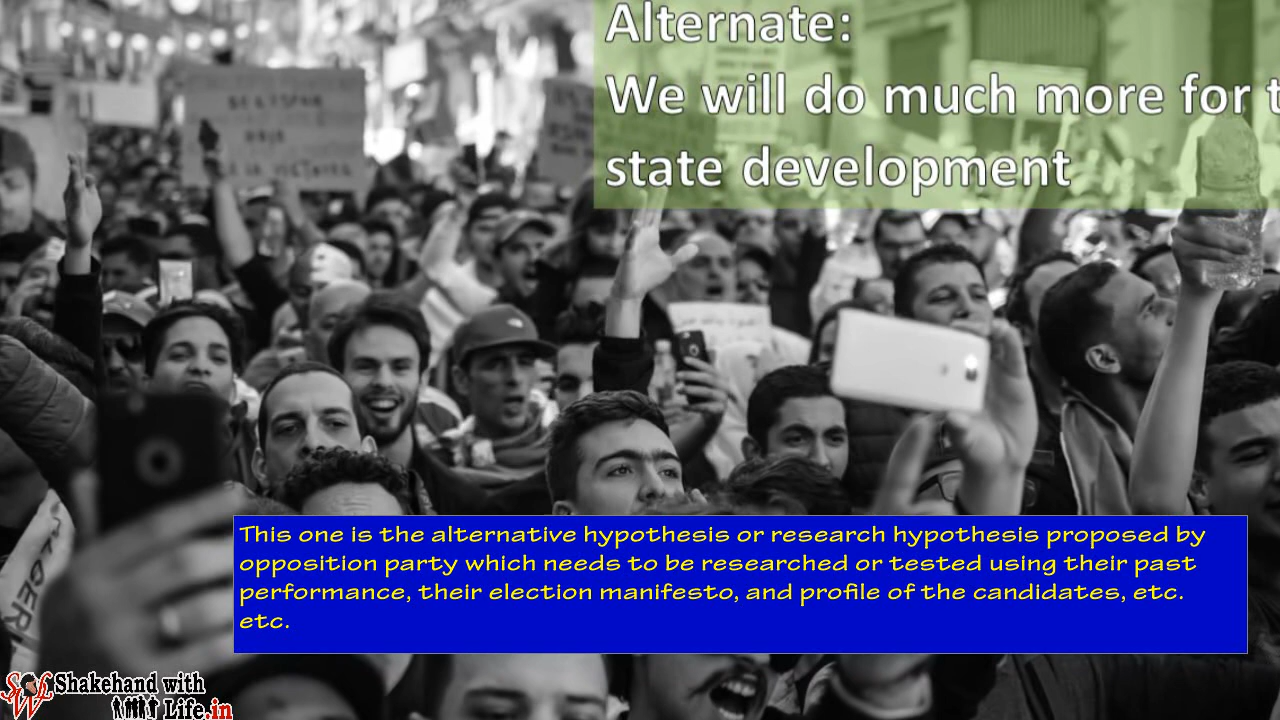 Alternate:
We will do much more for t
state development
This one is the alternative hypothesis or research hypothesis proposed by
opposition party which needs to be researched or tested using their past
performance, their election manifesto, and profile of the candidates, etc.
etc.
ALGER
Shakehand with
Life.in